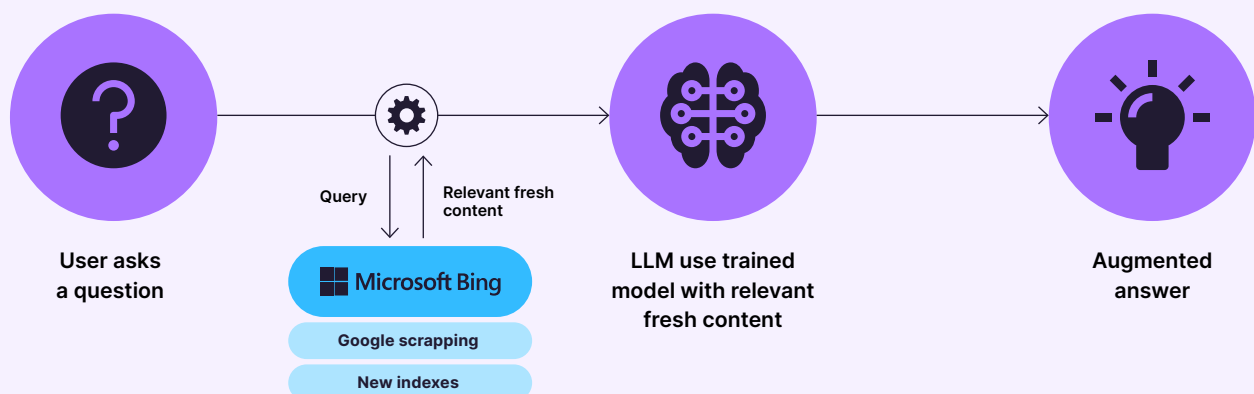 ?
Query
Relevant fresh
content
Microsoft Bing
Google scrapping
New indexes
User asks
a question
LLM use trained
model with relevant
fresh content
Augmented
answer